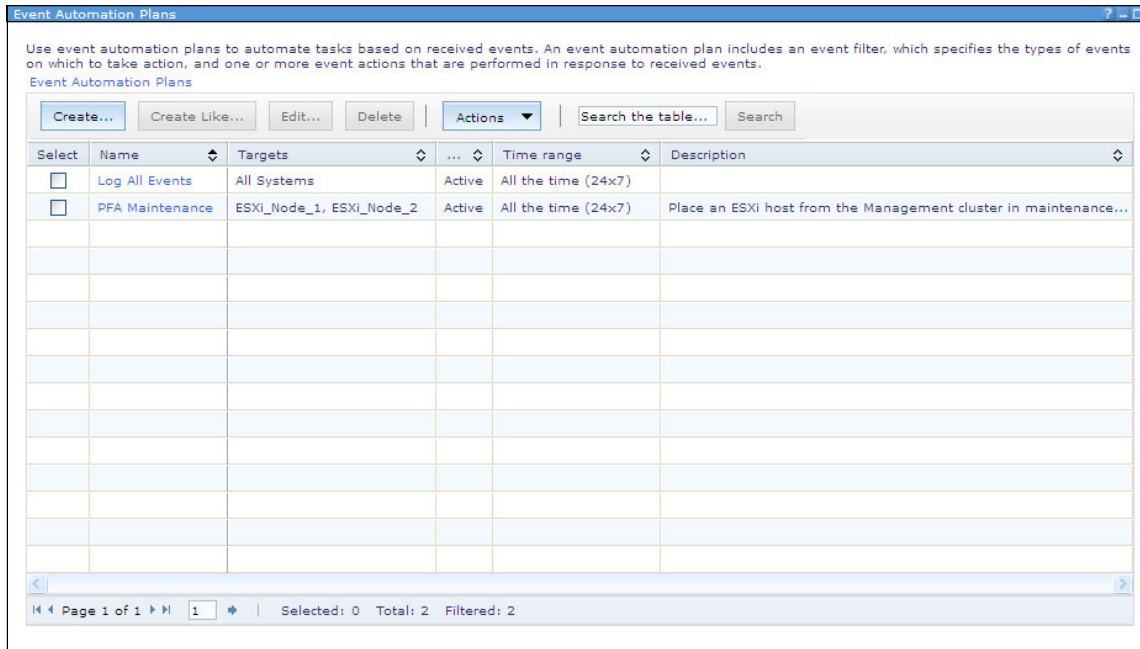 Event Automation Plans
?
Use event automation plans to automate tasks based on received events. An event automation plan includes an event filter, which specifies the types of events
on which to take action, and one or more event actions that are performed in response to received events.
Event Automation Plans
Create... Create Like... Edit... Delete Actions Search the table... Search
Select Name Targets ... Time range Description
Log All Events All Systems Active All the time (24x7)
PFA Maintenance ESXi_Node_1, ESXi_Node_2 Active All the time (24x7) Place an ESXi host from the Management cluster in maintenance...
Page 1 of 1 1 Selected: 0 Total: 2 Filtered: 2